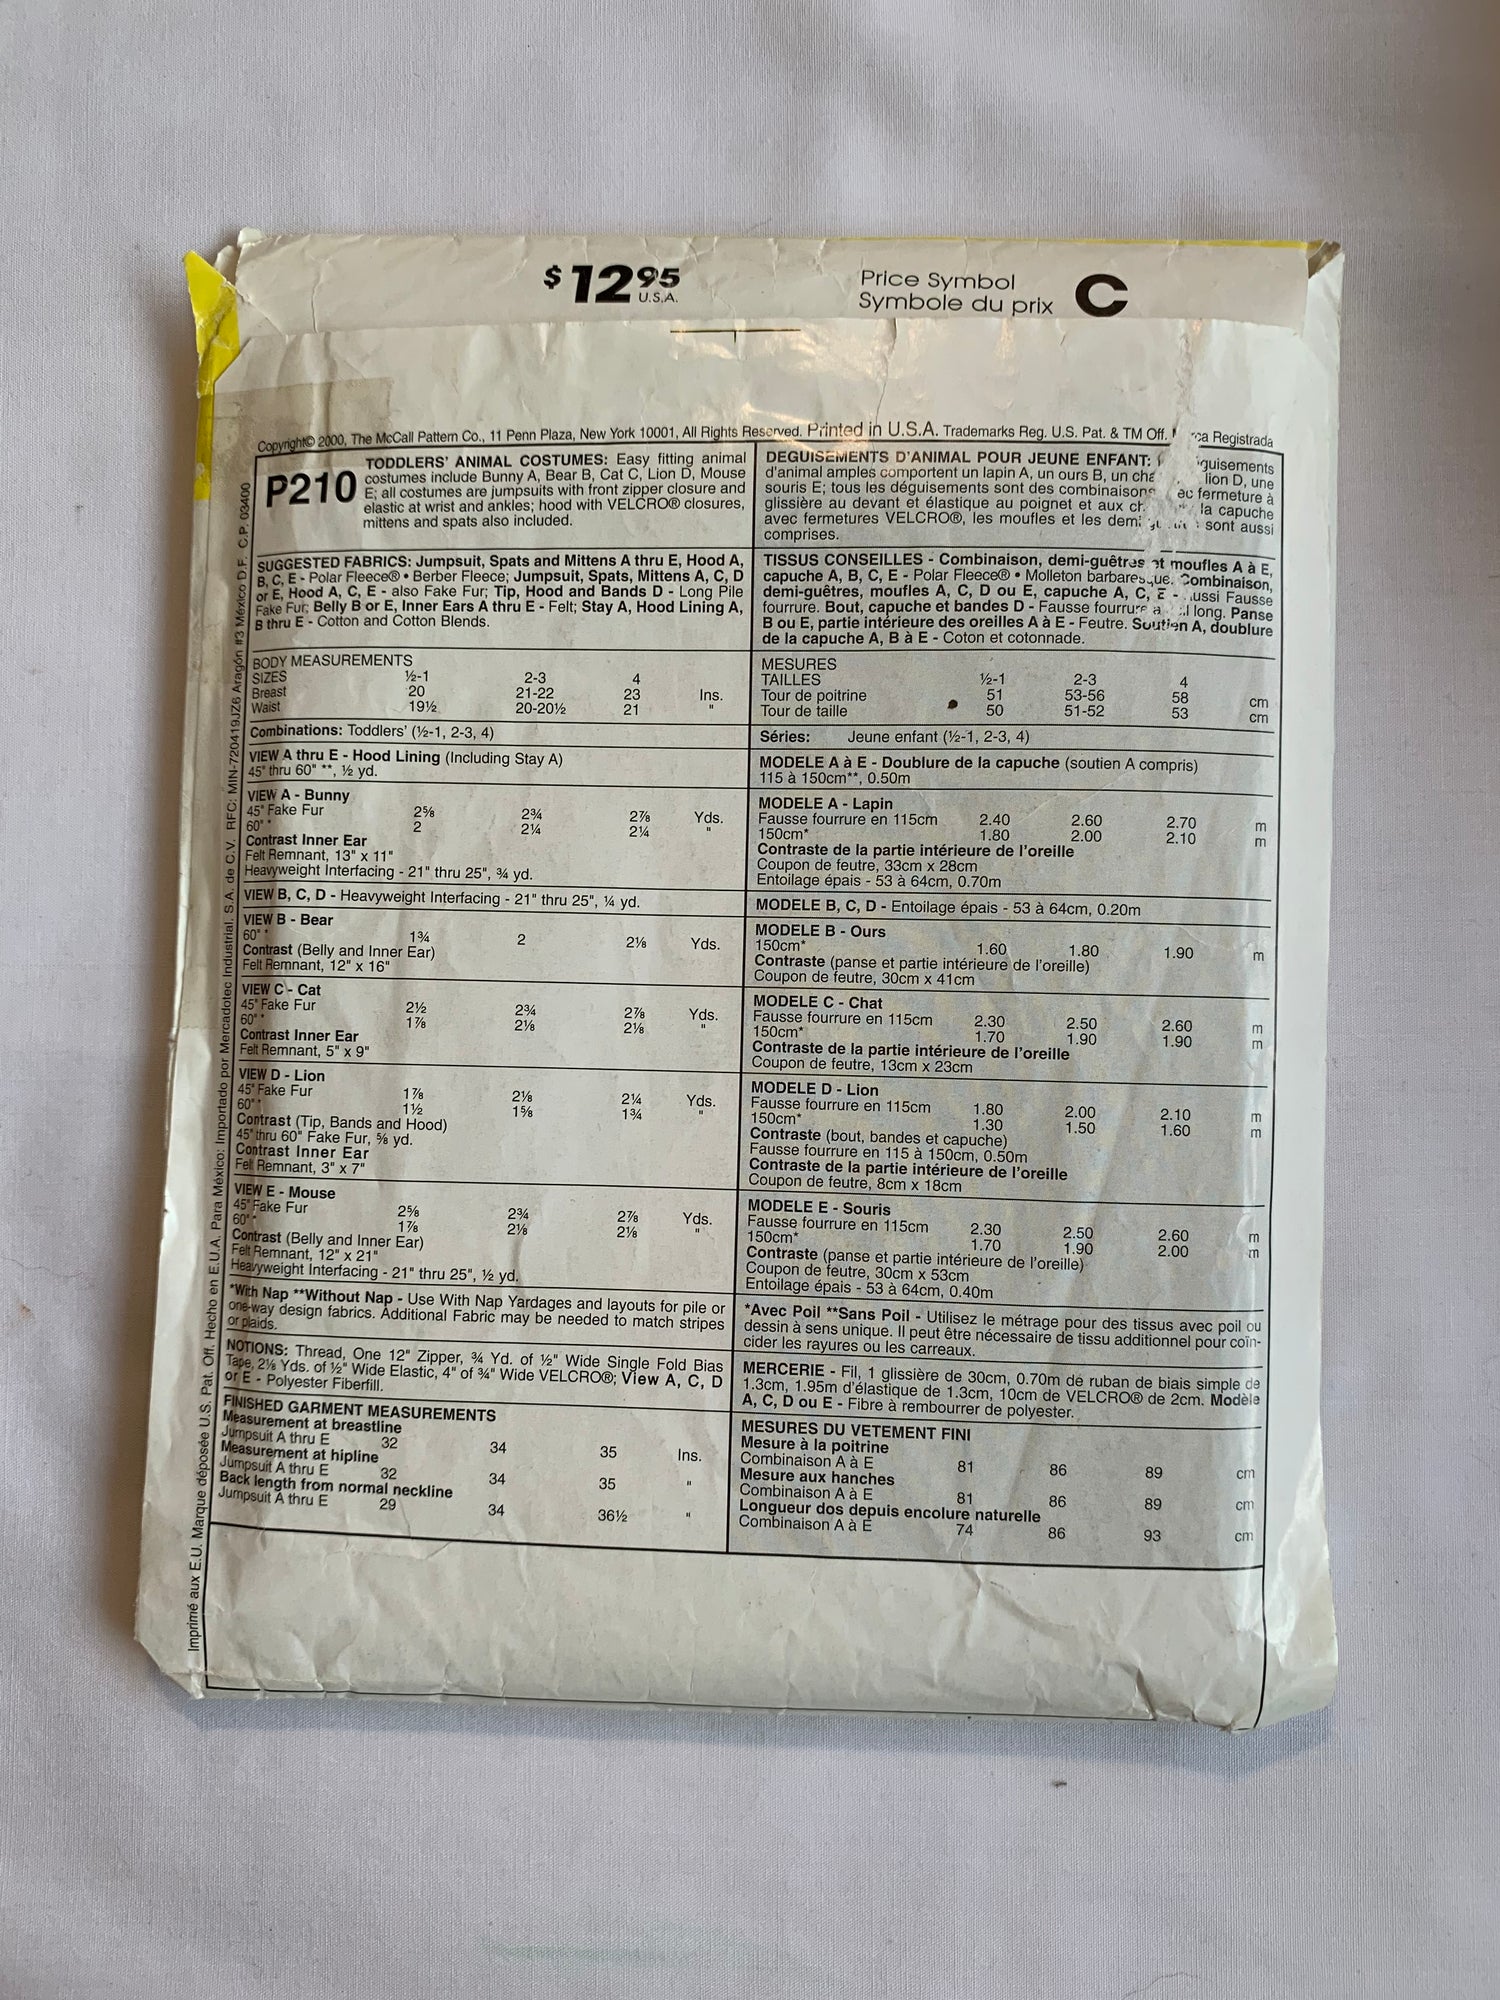 $12.95
U.S.A.
Price Symbol
Symbole du prix
C
Copyright© 2000, The McCall Pattern Co., 11 Penn Plaza, New York 10001, All Rights Reserved. Printed in U.S.A. Trademarks Reg. U.S. Pat. & TM Off. Registrada
P210
TODDLERS' ANIMAL COSTUMES: Easy fitting animal
costumes include Bunny A, Bear B, Cat C, Lion D, Mouse
E; all costumes are jumpsuits with front zipper closure and
elastic at wrist and ankles; hood with VELCRO® closures,
mittens and spats also included.
SUGGESTED FABRICS: Jumpsuit, Spats and Mittens A thru E, Hood A,
B, C, E - Polar Fleece® • Berber Fleece; Jumpsuit, Spats, Mittens A, C, D
or E, Hood A, C, E - also Fake Fur; Tip, Hood and Bands D - Long Pile
Fake Fur; Belly B or E, Inner Ears A thru E - Felt; Stay A, Hood Lining A,
B thru E - Cotton and Cotton Blends.
BODY MEASUREMENTS
SIZES ½-1 2-3 4
Breast 20 21-22 23 Ins.
Waist 19½ 20-20½ 21 "
Combinations: Toddlers' (½-1, 2-3, 4)
VIEW A thru E - Hood Lining (Including Stay A)
45" thru 60" **, ½ yd.
VIEW A - Bunny
45" Fake Fur 2⅝ 2¾ 2⅞ Yds.
60"* 2 2¼ 2¼ "
Contrast Inner Ear
Felt Remnant, 13" x 11"
Heavyweight Interfacing - 21" thru 25", ¾ yd.
VIEW B, C, D - Heavyweight Interfacing - 21" thru 25", ¼ yd.
VIEW B - Bear
60"* 1¾ 2 2⅛ Yds.
Contrast (Belly and Inner Ear)
Felt Remnant, 12" x 16"
VIEW C - Cat
45" Fake Fur 2½ 2¾ 2⅞ Yds.
60"* 1⅞ 2⅛ 2⅛ "
Contrast Inner Ear
Felt Remnant, 5" x 9"
VIEW D - Lion
45" Fake Fur 1⅞ 2⅛ 2¼ Yds.
60"* 1½ 1⅝ 1¾ "
Contrast (Tip, Bands and Hood)
45" thru 60" Fake Fur, ⅝ yd.
Contrast Inner Ear
Felt Remnant, 3" x 7"
VIEW E - Mouse
45" Fake Fur 2⅝ 2¾ 2⅞ Yds.
60"* 1⅞ 2⅛ 2⅛ "
Contrast (Belly and Inner Ear)
Felt Remnant, 12" x 21"
Heavyweight Interfacing - 21" thru 25", ½ yd.
*With Nap **Without Nap - Use With Nap Yardages and layouts for pile or
one-way design fabrics. Additional Fabric may be needed to match stripes
or plaids.
NOTIONS: Thread, One 12" Zipper, ¾ Yd. of ½" Wide Single Fold Bias
Tape, 2⅛ Yds. of ½" Wide Elastic, 4" of ¾" Wide VELCRO®; View A, C, D
or E - Polyester Fiberfill.
FINISHED GARMENT MEASUREMENTS
Measurement at breastline
Jumpsuit A thru E 32 34 35 Ins.
Measurement at hipline
Jumpsuit A thru E 32 34 35 "
Back length from normal neckline
Jumpsuit A thru E 29 34 36½ "
DEGUISEMENTS D'ANIMAL POUR JEUNE ENFANT:
d'animal amples comportent un lapin A, un ours B, un lion D, une
souris E; tous les déguisements sont des combinaisons fermeture à
glissière au devant et élastique au poignet et aux la capuche
avec fermetures VELCRO®, les moufles et les sont aussi
comprises.
TISSUS CONSEILLES - Combinaison, demi-guêtres et moufles A à E,
capuche A, B, C, E - Polar Fleece® • Molleton barbaresque. Combinaison,
demi-guêtres, moufles A, C, D ou E, capuche A, C, E - Fausse
fourrure. Bout, capuche et bandes D - Fausse fourrure long. Panse
B ou E, partie intérieure des oreilles A à E - Feutre. Soutien A, doublure
de la capuche A, B à E - Coton et cotonnade.
MESURES
TAILLES ½-1 2-3 4
Tour de poitrine 51 53-56 58 cm
Tour de taille 50 51-52 53 cm
Séries: Jeune enfant (½-1, 2-3, 4)
MODELE A à E - Doublure de la capuche (soutien A compris)
115 à 150cm**, 0.50m
MODELE A - Lapin
Fausse fourrure en 115cm 2.40 2.60 2.70 m
150cm* 1.80 2.00 2.10 m
Contraste de la partie intérieure de l'oreille
Coupon de feutre, 33cm x 28cm
Entoilage épais - 53 à 64cm, 0.70m
MODELE B, C, D - Entoilage épais - 53 à 64cm, 0.20m
MODELE B - Ours
150cm* 1.60 1.80 1.90 m
Contraste (panse et partie intérieure de l'oreille)
Coupon de feutre, 30cm x 41cm
MODELE C - Chat
Fausse fourrure en 115cm 2.30 2.50 2.60 m
150cm* 1.70 1.90 1.90 m
Contraste de la partie intérieure de l'oreille
Coupon de feutre, 13cm x 23cm
MODELE D - Lion
Fausse fourrure en 115cm 1.80 2.00 2.10 m
150cm* 1.30 1.50 1.60 m
Contraste (bout, bandes et capuche)
Fausse fourrure en 115 à 150cm, 0.50m
Contraste de la partie intérieure de l'oreille
Coupon de feutre, 8cm x 18cm
MODELE E - Souris
Fausse fourrure en 115cm 2.30 2.50 2.60 m
150cm* 1.70 1.90 2.00 m
Contraste (panse et partie intérieure de l'oreille)
Coupon de feutre, 30cm x 53cm
Entoilage épais - 53 à 64cm, 0.40m
*Avec Poil **Sans Poil - Utilisez le métrage pour des tissus avec poil ou
dessin à sens unique. Il peut être nécessaire de tissu additionnel pour coïn-
cider les rayures ou les carreaux.
MERCERIE - Fil, 1 glissière de 30cm, 0.70m de ruban de biais simple de
1.3cm, 1.95m d'élastique de 1.3cm, 10cm de VELCRO® de 2cm. Modèle
A, C, D ou E - Fibre à rembourrer de polyester.
MESURES DU VETEMENT FINI
Mesure à la poitrine
Combinaison A à E 81 86 89 cm
Mesure aux hanches
Combinaison A à E 81 86 89 cm
Longueur dos depuis encolure naturelle
Combinaison A à E 74 86 93 cm
Imprimé aux E.U. Marque déposée U.S. Pat. Off. Hecho en E.U.A. Para México: Importado por Mercadotec Industrial. S.A. de C.V. RFC: MIN-720419JZ6 Aragón #3 México D.F. C.P. 03400